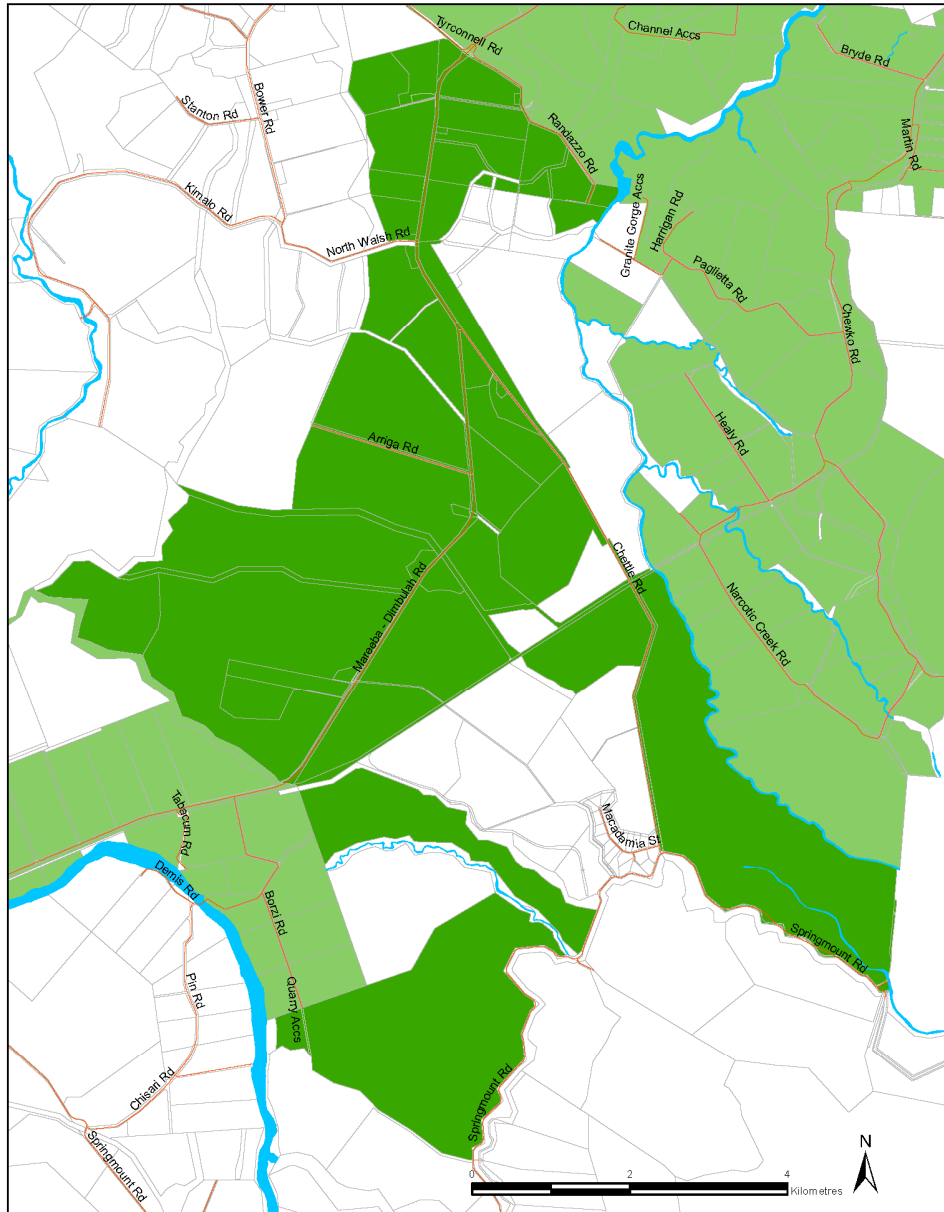 Tyrconnell Rd
Channel Accs
Bryde Rd
Bower Rd
Stanton Rd
Martin Rd
Randazzo Rd
Kimalo Rd
Granite Gorge Accs
Harrigan Rd
North Walsh Rd
Paglietta Rd
Chewko Rd
Healy Rd
Arriga Rd
Chettle Rd
Mareeba - Dimbulah Rd
Narcotic Creek Rd
Tabacum Rd
Macadamia St
Demis Rd
Borzi Rd
Springmount Rd
Pin Rd
Quarry Accs
Chisari Rd
Springmount Rd
Springmount Rd
N
0 2 4
Kilometres